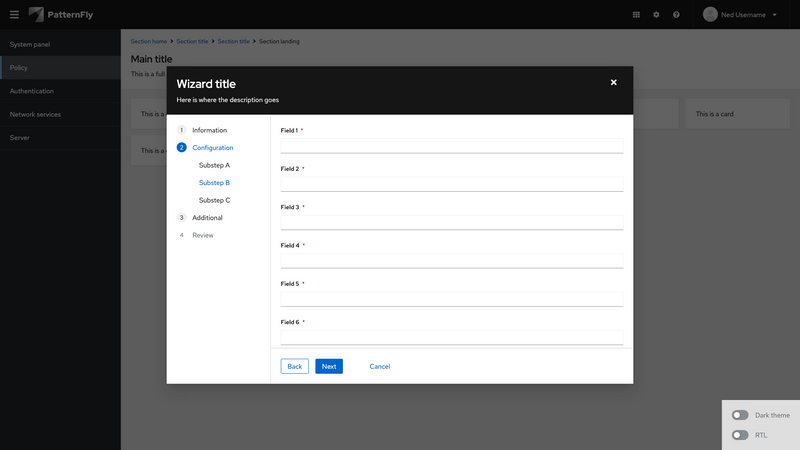 PatternFly
Ned Username
System panel
Policy
Authentication
Network services
Server
Section home
Section title
Section title
Section landing
Main title
This is a full
This is a
This is a card
This is a
Wizard title
Here is where the description goes
1 Information
2 Configuration
Substep A
Substep B
Substep C
3 Additional
4 Review
Field 1 *
Field 2 *
Field 3 *
Field 4 *
Field 5 *
Field 6 *
Back
Next
Cancel
Dark theme
RTL